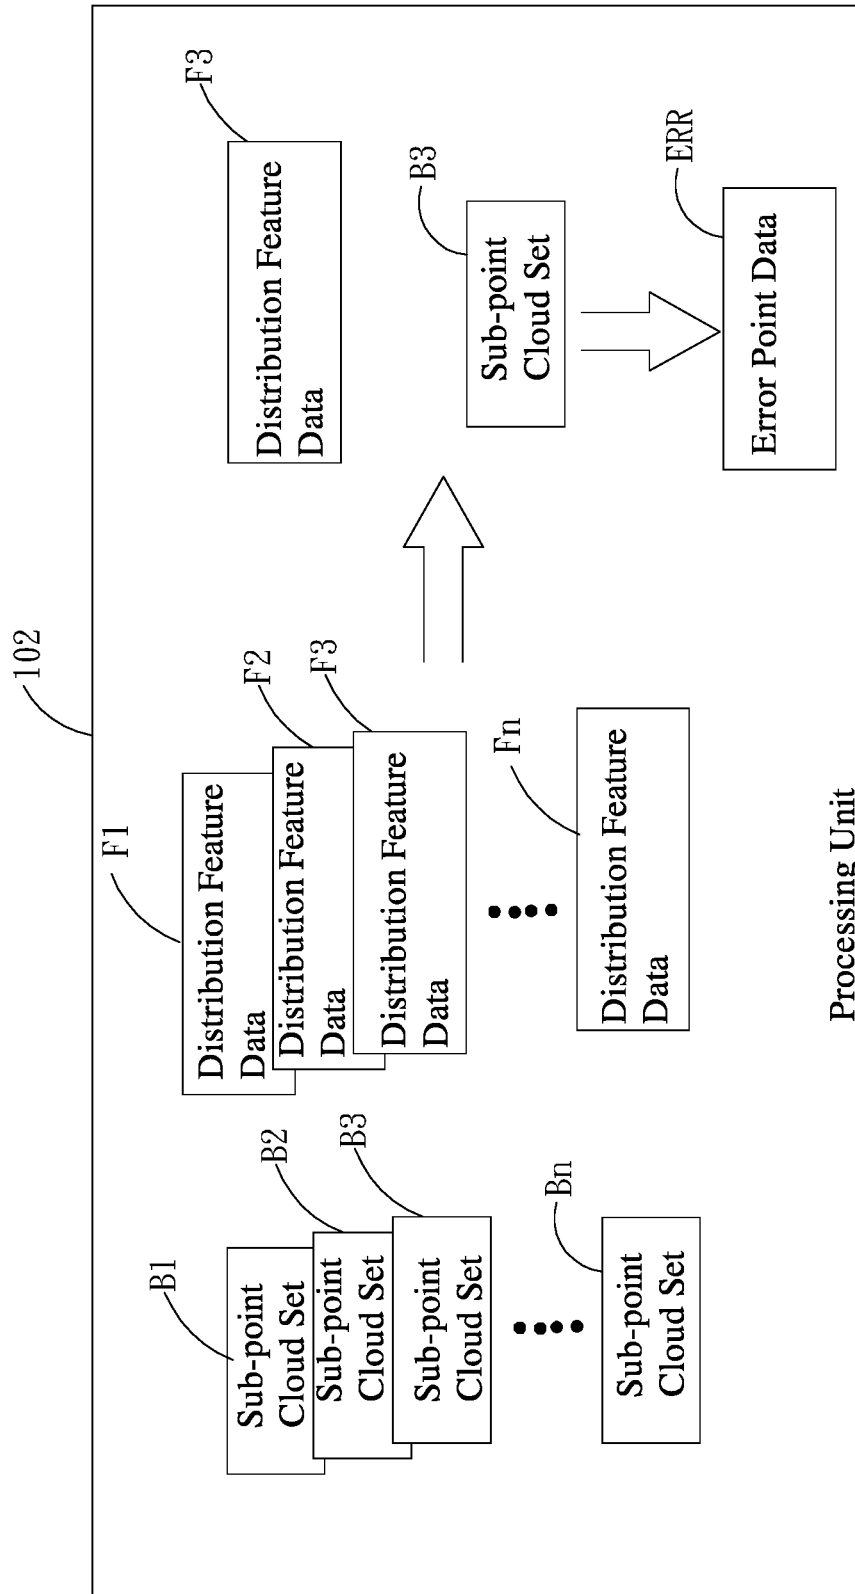 102
B1
Sub-point
Cloud Set
B2
Sub-point
Cloud Set
B3
Sub-point
Cloud Set
Bn
Sub-point
Cloud Set
F1
Distribution Feature
Data
F2
Distribution Feature
Data
F3
Distribution Feature
Data
Fn
Distribution Feature
Data
F3
Distribution Feature
Data
B3
Sub-point
Cloud Set
ERR
Error Point Data
Processing Unit